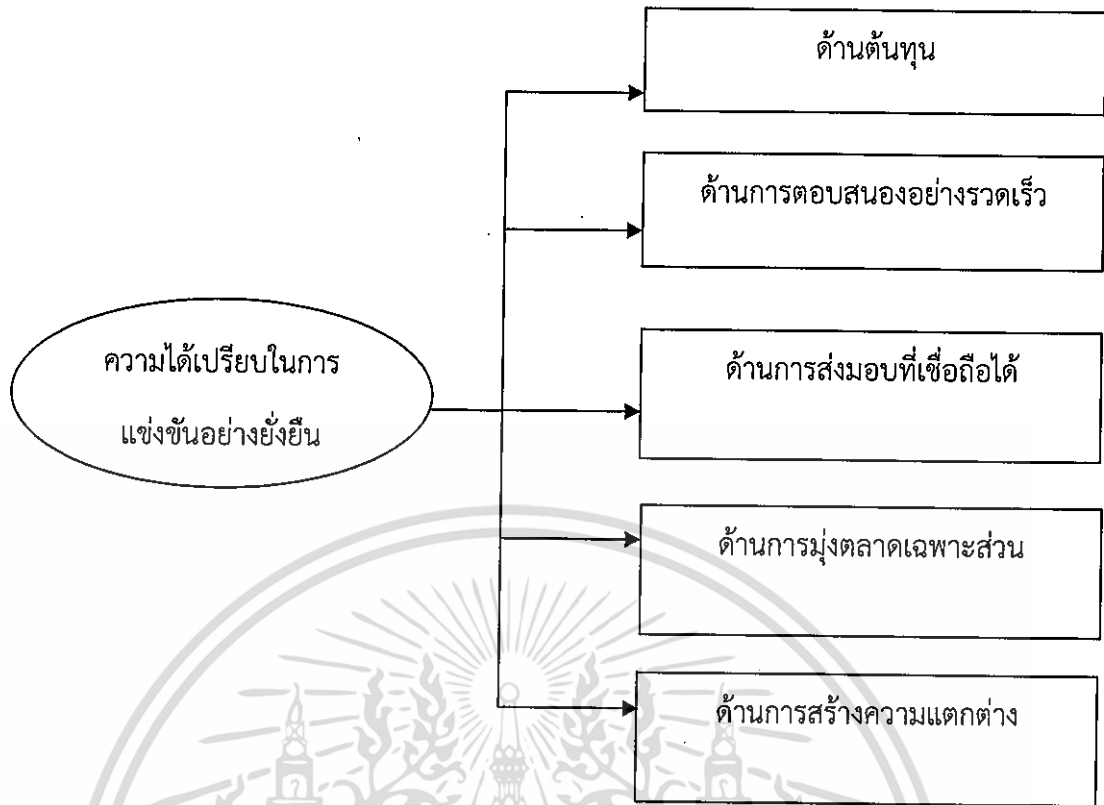 ด้านต้นทุน
ด้านการตอบสนองอย่างรวดเร็ว
ความได้เปรียบในการ
แข่งขันอย่างยั่งยืน
ด้านการส่งมอบที่เชื่อถือได้
ด้านการมุ่งตลาดเฉพาะส่วน
ด้านการสร้างความแตกต่าง